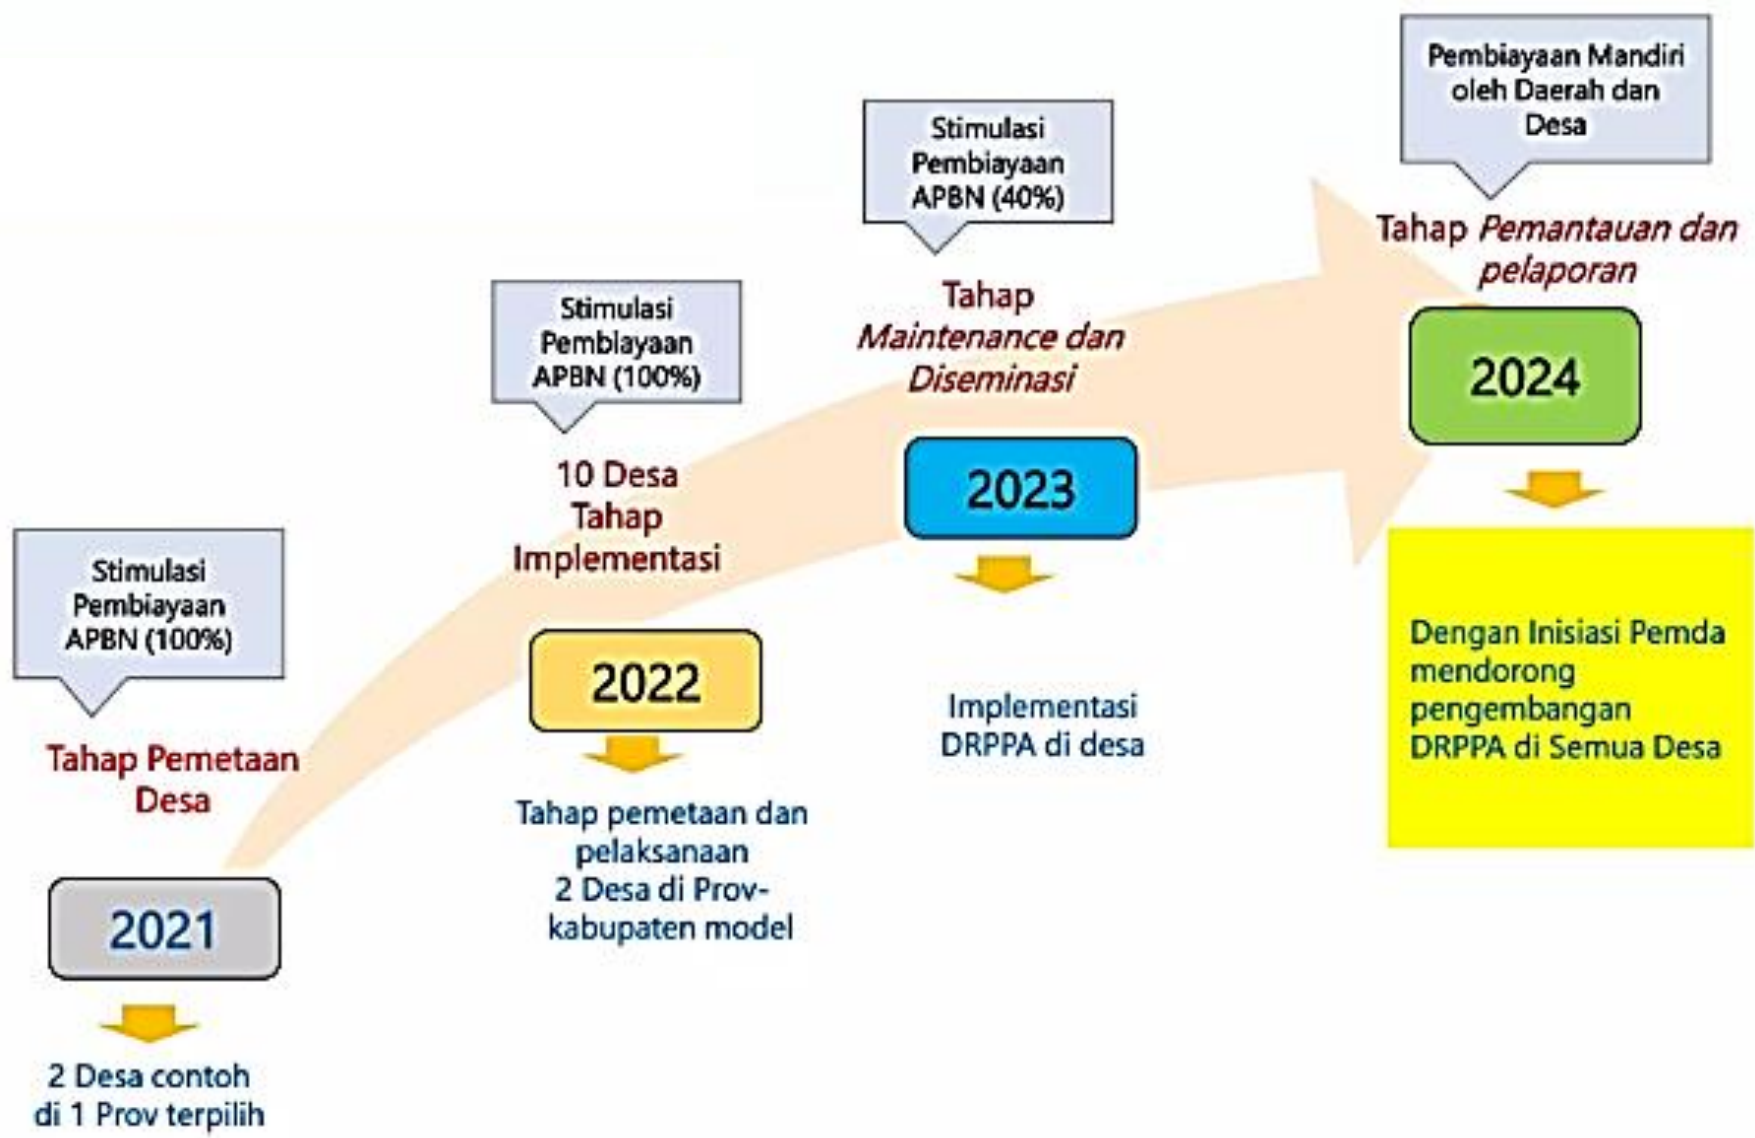 Stimulasi
Pembiayaan
APBN (100%)
Tahap Pemetaan
Desa
2021
2 Desa contoh
di 1 Prov terpilih
Stimulasi
Pembiayaan
APBN (100%)
10 Desa
Tahap
Implementasi
2022
Tahap pemetaan dan
pelaksanaan
2 Desa di Prov-
kabupaten model
Stimulasi
Pembiayaan
APBN (40%)
Tahap
Maintenance dan
Diseminasi
2023
Implementasi
DRPPA di desa
Pembiayaan Mandiri
oleh Daerah dan
Desa
Tahap Pemantauan dan
pelaporan
2024
Dengan Inisiasi Pemda
mendorong
pengembangan
DRPPA di Semua Desa